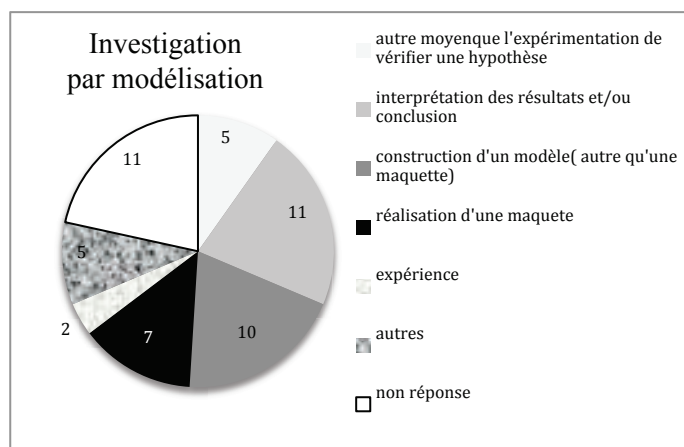 Investigation
par modélisation
5
11
10
7
2
5
11
autre moyenque l'expérimentation de
vérifier une hypothèse
interprétation des résultats et/ou
conclusion
construction d'un modèle( autre qu'une
maquette)
réalisation d'une maquete
expérience
autres
non réponse